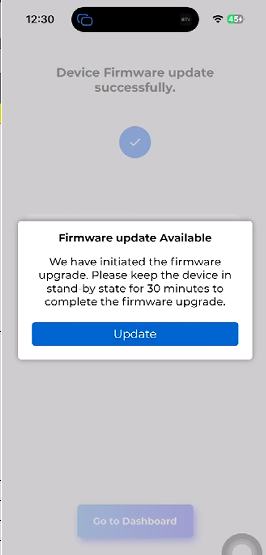 12:30
45
Device Firmware update
successfully.
Firmware update Available
We have initiated the firmware
upgrade. Please keep the device in
stand-by state for 30 minutes to
complete the firmware upgrade.
Update
Go to Dashboard